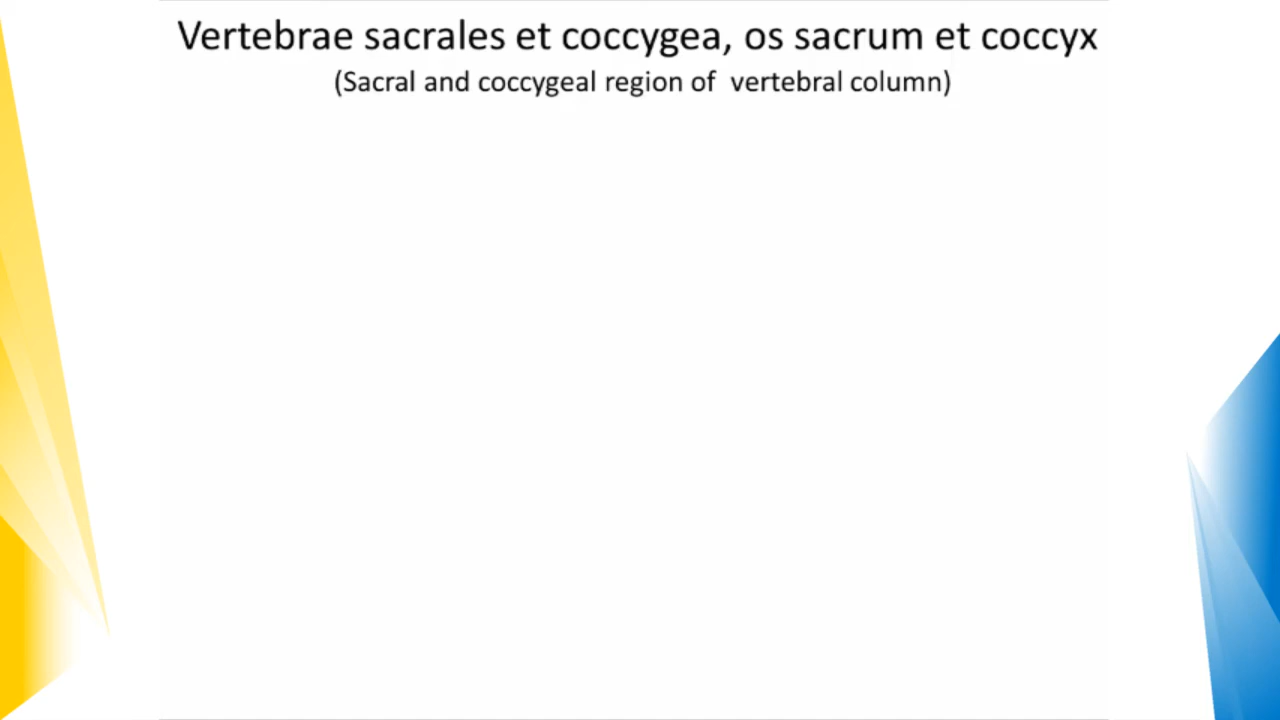 Vertebrae sacrales et coccygea, os sacrum et coccyx
(Sacral and coccygeal region of vertebral column)